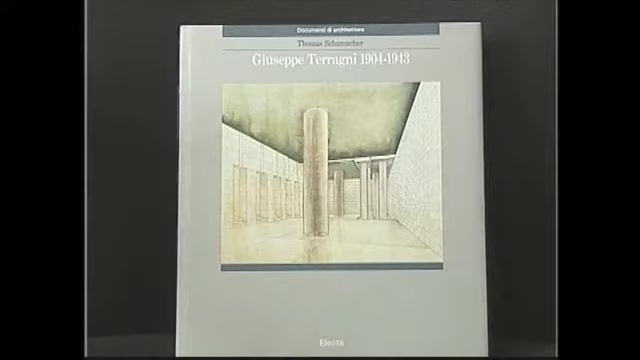 Documenti di architettura
Thomas Schumacher
Giuseppe Terragni 1904-1943
Electa